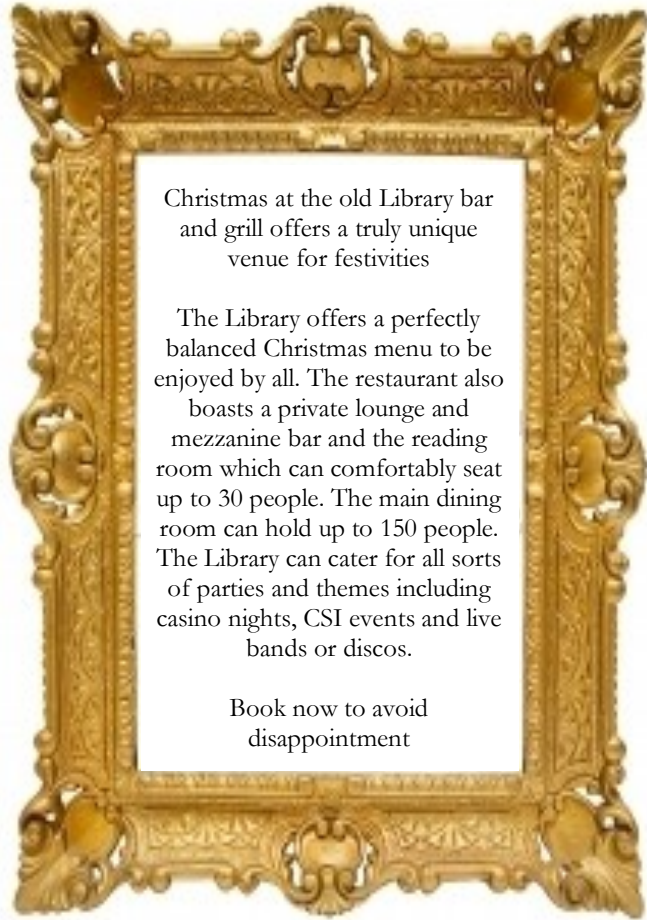 Christmas at the old Library bar
and grill offers a truly unique
venue for festivities
The Library offers a perfectly
balanced Christmas menu to be
enjoyed by all. The restaurant also
boasts a private lounge and
mezzanine bar and the reading
room which can comfortably seat
up to 30 people. The main dining
room can hold up to 150 people.
The Library can cater for all sorts
of parties and themes including
casino nights, CSI events and live
bands or discos.
Book now to avoid
disappointment